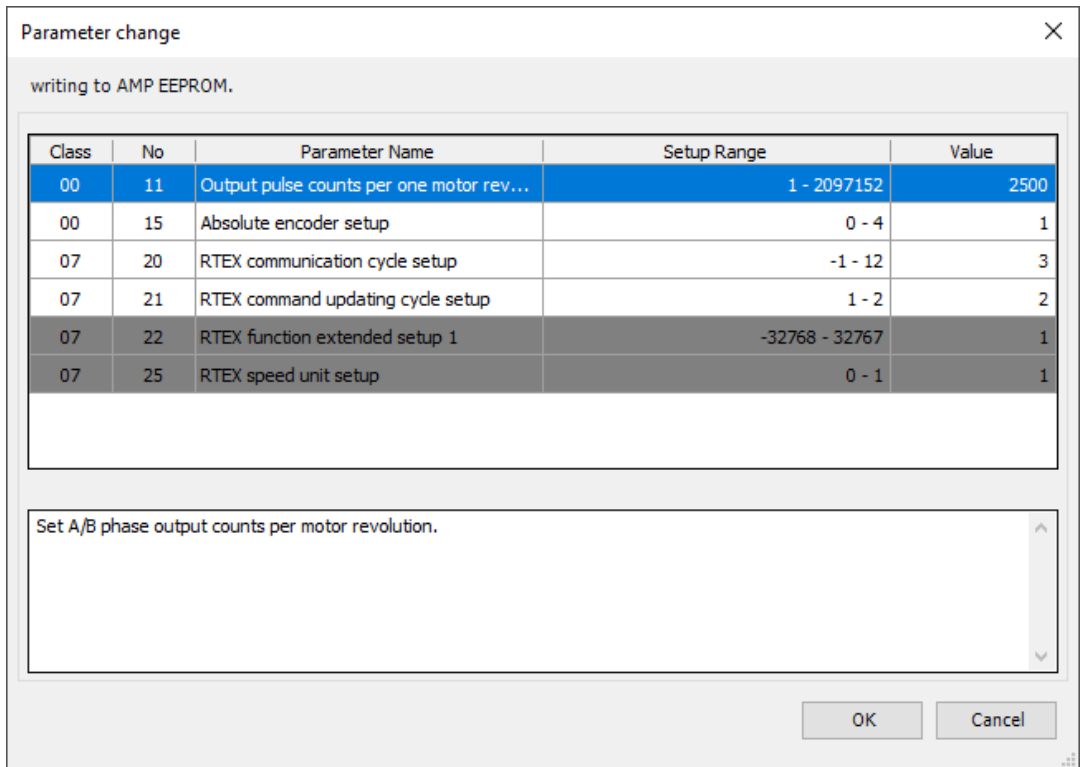 Parameter change
writing to AMP EEPROM.
Class No Parameter Name Setup Range Value
00 11 Output pulse counts per one motor rev... 1 - 2097152 2500
00 15 Absolute encoder setup 0 - 4 1
07 20 RTEX communication cycle setup -1 - 12 3
07 21 RTEX command updating cycle setup 1 - 2 2
07 22 RTEX function extended setup 1 -32768 - 32767 1
07 25 RTEX speed unit setup 0 - 1 1
Set A/B phase output counts per motor revolution.
OK Cancel